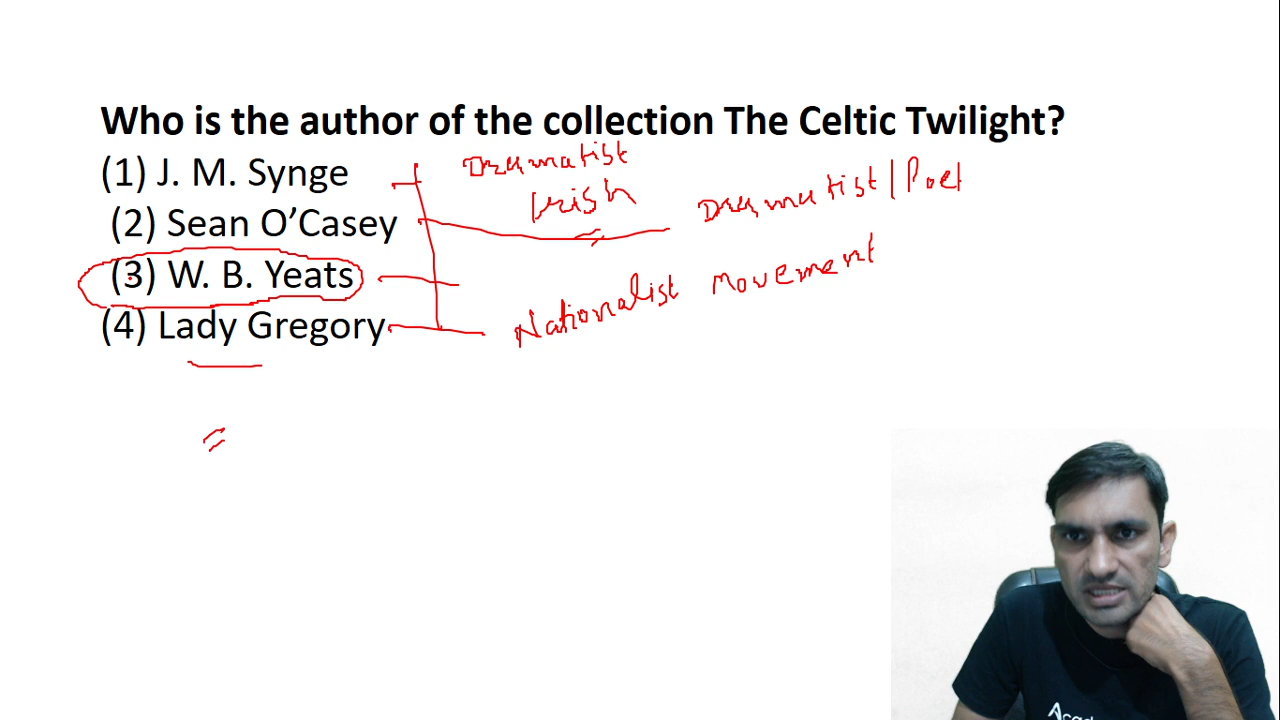 Who is the author of the collection The Celtic Twilight?
(1) J. M. Synge
Dramatist
(2) Sean O’Casey
Irish
Dramatist | Poet
(3) W. B. Yeats
Nationalist Movement
(4) Lady Gregory